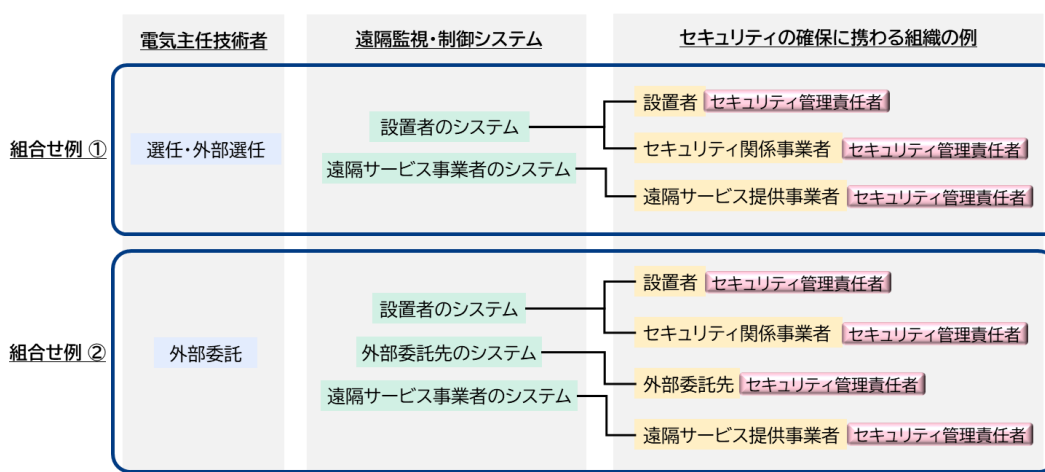 電気主任技術者
遠隔監視・制御システム
セキュリティの確保に携わる組織の例
組合せ例 ①
選任・外部選任
設置者のシステム
遠隔サービス事業者のシステム
設置者 セキュリティ管理責任者
セキュリティ関係事業者 セキュリティ管理責任者
遠隔サービス提供事業者 セキュリティ管理責任者
組合せ例 ②
外部委託
設置者のシステム
外部委託先のシステム
遠隔サービス事業者のシステム
設置者 セキュリティ管理責任者
セキュリティ関係事業者 セキュリティ管理責任者
外部委託先 セキュリティ管理責任者
遠隔サービス提供事業者 セキュリティ管理責任者